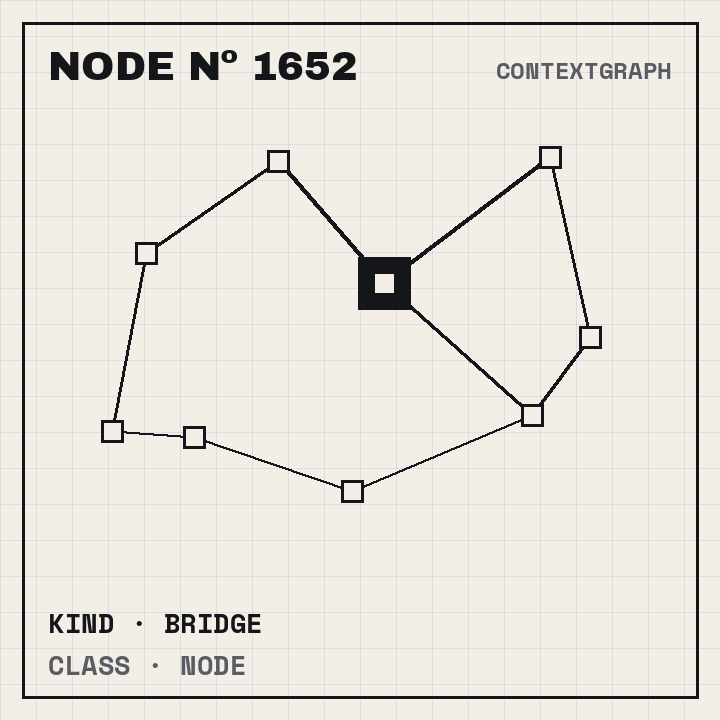 NODE Nº 1652
CONTEXTGRAPH
KIND · BRIDGE
CLASS · NODE